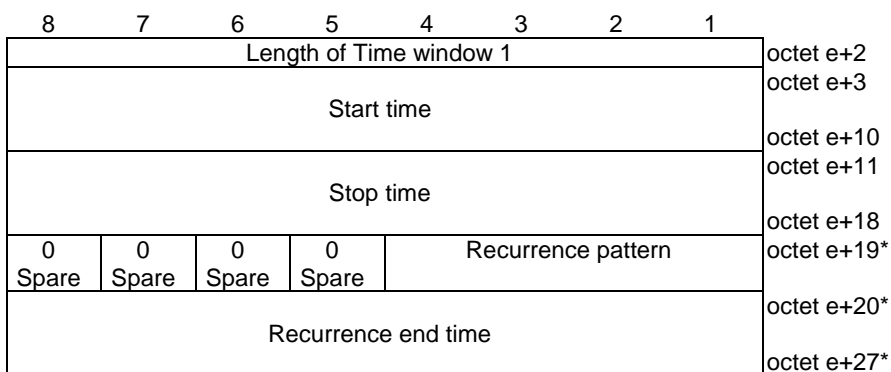 8 7 6 5 4 3 2 1
Length of Time window 1 octet e+2
octet e+3
Start time
octet e+10
octet e+11
Stop time
octet e+18
0 0 0 0 Recurrence pattern octet e+19*
Spare Spare Spare Spare
octet e+20*
Recurrence end time
octet e+27*